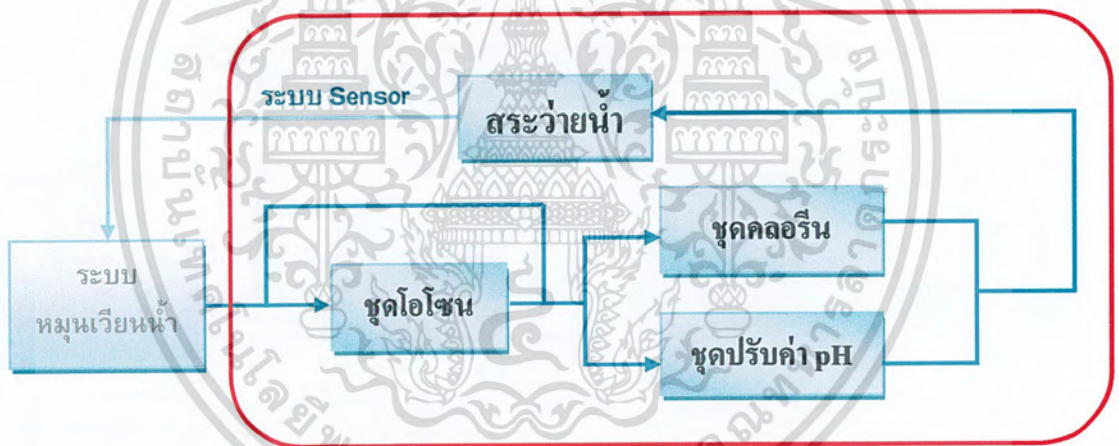 ระบบ Sensor
สระว่ายน้ำ
ชุดคลอรีน
ระบบ
หมุนเวียนน้ำ
ชุดโอโซน
ชุดปรับค่า pH